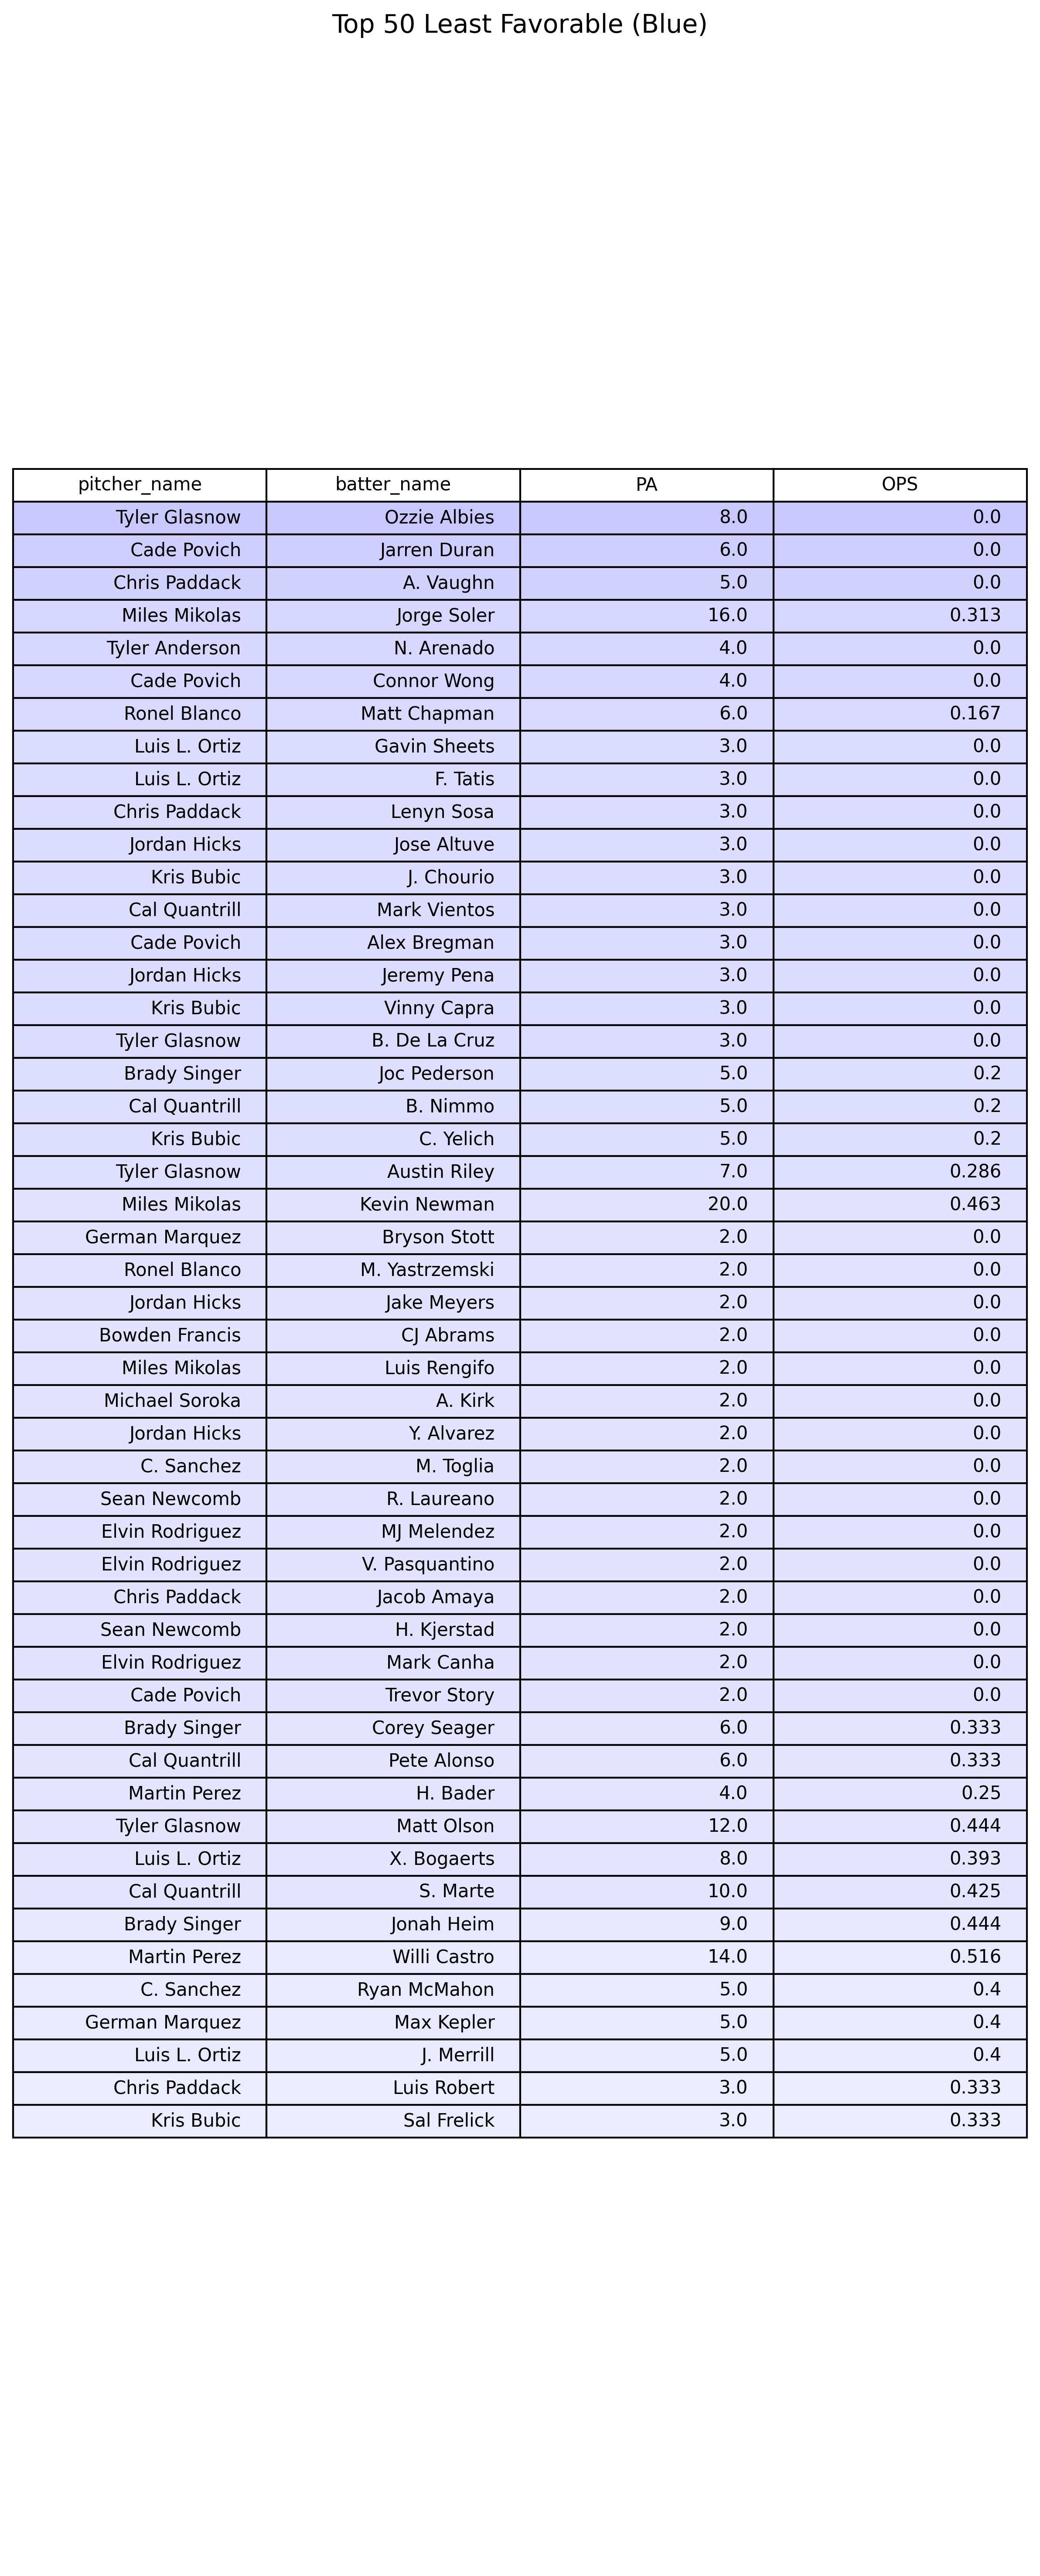 Top 50 Least Favorable (Blue)
pitcher_name batter_name PA OPS
Tyler Glasnow Ozzie Albies 8.0 0.0
Cade Povich Jarren Duran 6.0 0.0
Chris Paddack A. Vaughn 5.0 0.0
Miles Mikolas Jorge Soler 16.0 0.313
Tyler Anderson N. Arenado 4.0 0.0
Cade Povich Connor Wong 4.0 0.0
Ronel Blanco Matt Chapman 6.0 0.167
Luis L. Ortiz Gavin Sheets 3.0 0.0
Luis L. Ortiz F. Tatis 3.0 0.0
Chris Paddack Lenyn Sosa 3.0 0.0
Jordan Hicks Jose Altuve 3.0 0.0
Kris Bubic J. Chourio 3.0 0.0
Cal Quantrill Mark Vientos 3.0 0.0
Cade Povich Alex Bregman 3.0 0.0
Jordan Hicks Jeremy Pena 3.0 0.0
Kris Bubic Vinny Capra 3.0 0.0
Tyler Glasnow B. De La Cruz 3.0 0.0
Brady Singer Joc Pederson 5.0 0.2
Cal Quantrill B. Nimmo 5.0 0.2
Kris Bubic C. Yelich 5.0 0.2
Tyler Glasnow Austin Riley 7.0 0.286
Miles Mikolas Kevin Newman 20.0 0.463
German Marquez Bryson Stott 2.0 0.0
Ronel Blanco M. Yastrzemski 2.0 0.0
Jordan Hicks Jake Meyers 2.0 0.0
Bowden Francis CJ Abrams 2.0 0.0
Miles Mikolas Luis Rengifo 2.0 0.0
Michael Soroka A. Kirk 2.0 0.0
Jordan Hicks Y. Alvarez 2.0 0.0
C. Sanchez M. Toglia 2.0 0.0
Sean Newcomb R. Laureano 2.0 0.0
Elvin Rodriguez MJ Melendez 2.0 0.0
Elvin Rodriguez V. Pasquantino 2.0 0.0
Chris Paddack Jacob Amaya 2.0 0.0
Sean Newcomb H. Kjerstad 2.0 0.0
Elvin Rodriguez Mark Canha 2.0 0.0
Cade Povich Trevor Story 2.0 0.0
Brady Singer Corey Seager 6.0 0.333
Cal Quantrill Pete Alonso 6.0 0.333
Martin Perez H. Bader 4.0 0.25
Tyler Glasnow Matt Olson 12.0 0.444
Luis L. Ortiz X. Bogaerts 8.0 0.393
Cal Quantrill S. Marte 10.0 0.425
Brady Singer Jonah Heim 9.0 0.444
Martin Perez Willi Castro 14.0 0.516
C. Sanchez Ryan McMahon 5.0 0.4
German Marquez Max Kepler 5.0 0.4
Luis L. Ortiz J. Merrill 5.0 0.4
Chris Paddack Luis Robert 3.0 0.333
Kris Bubic Sal Frelick 3.0 0.333